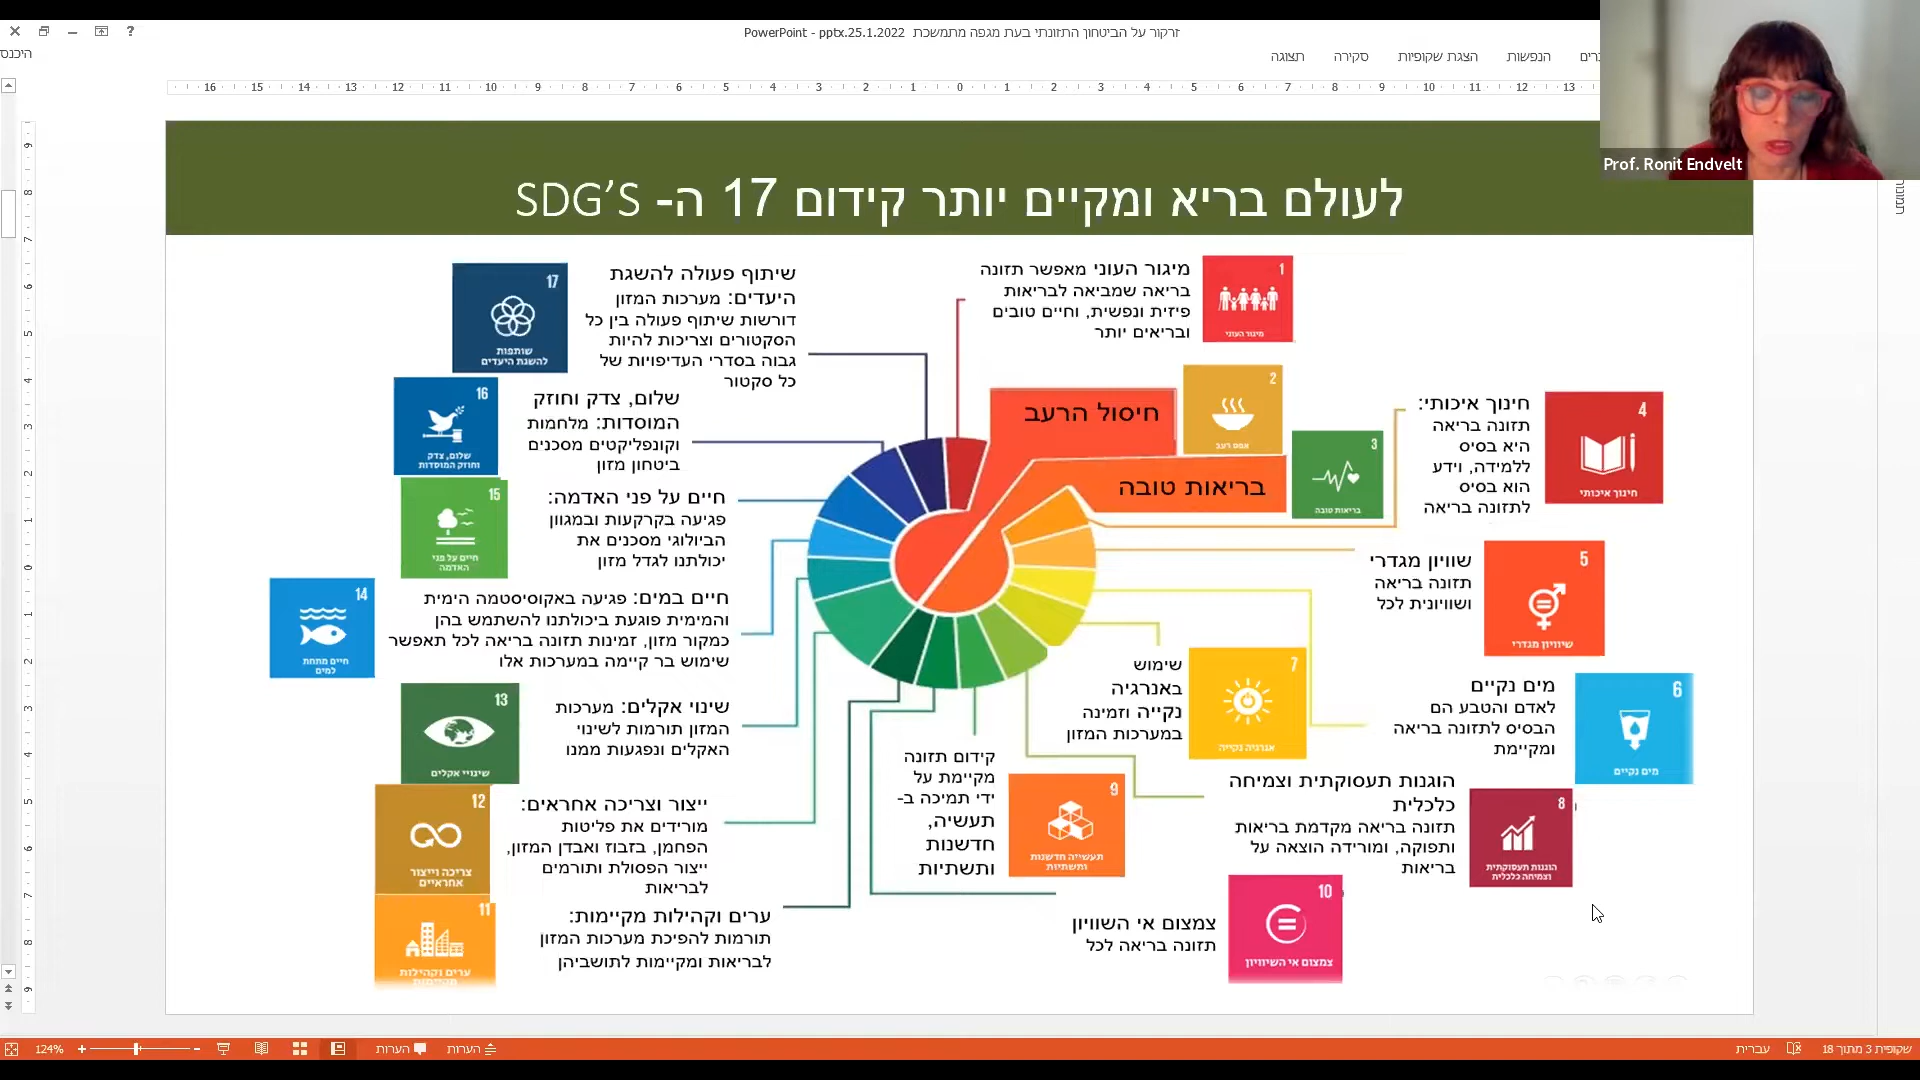 זרקור על הביטחון התזונתי בעת מגפה מתמשכת 25.1.2022.pptx - PowerPoint
היכנס
הנפשות
הצגת שקופיות
סקירה
תצוגה
Prof. Ronit Endvelt
לעולם בריא ומקיים יותר קידום 17 ה- SDG'S
1
מיגור העוני
מיגור העוני מאפשר תזונה
בריאה שמביאה לבריאות
פיזית ונפשית, וחיים טובים
ובריאים יותר
2
אפס רעב
חיסול הרעב
3
בריאות טובה
בריאות טובה
4
חינוך איכותי
חינוך איכותי:
תזונה בריאה
היא בסיס
ללמידה, וידע
הוא בסיס
לתזונה בריאה
5
שיוויון מגדרי
שוויון מגדרי
תזונה בריאה
ושוויונית לכל
6
מים נקיים
מים נקיים
לאדם והטבע הם
הבסיס לתזונה בריאה
ומקיימת
7
אנרגיה נקייה
שימוש
באנרגיה
נקייה וזמינה
במערכות המזון
8
הוגנות תעסוקתית
וצמיחה כלכלית
הוגנות תעסוקתית וצמיחה
כלכלית
תזונה בריאה מקדמת בריאות
ותפוקה, ומורידה הוצאה על
בריאות
9
תעשייה חדשנות
ותשתיות
קידום תזונה
מקיימת על
ידי תמיכה ב-
תעשיה,
חדשנות
ותשתיות
10
צמצום אי השיוויון
צמצום אי השוויון
תזונה בריאה לכל
11
ערים וקהילות
מקיימות
ערים וקהילות מקיימות:
תורמות להפיכת מערכות המזון
לבריאות ומקיימות לתושביהן
12
צריכה וייצור
אחראיים
ייצור וצריכה אחראים:
מורידים את פליטות
הפחמן, בזבוז ואבדן המזון,
ייצור הפסולת ותורמים
לבריאות
13
שינויי אקלים
שינוי אקלים: מערכות
המזון תורמות לשינוי
האקלים ונפגעות ממנו
14
חיים מתחת
למים
חיים במים: פגיעה באקוסיסטמה הימית
והמימית פוגעת ביכולתנו להשתמש בהן
כמקור מזון, זמינות תזונה בריאה לכל תאפשר
שימוש בר קיימה במערכות אלו
15
חיים על פני
האדמה
חיים על פני האדמה:
פגיעה בקרקעות ובמגוון
הביולוגי מסכנים את
יכולתנו לגדל מזון
16
שלום, צדק
וחוזק המוסדות
שלום, צדק וחוזק
המוסדות: מלחמות
וקונפליקטים מסכנים
ביטחון מזון
17
שותפות
להשגת היעדים
שיתוף פעולה להשגת
היעדים: מערכות המזון
דורשות שיתוף פעולה בין כל
הסקטורים וצריכות להיות
גבוה בסדרי העדיפויות של
כל סקטור
שקופית 3 מתוך 18
עברית
הערות
הערות
124%